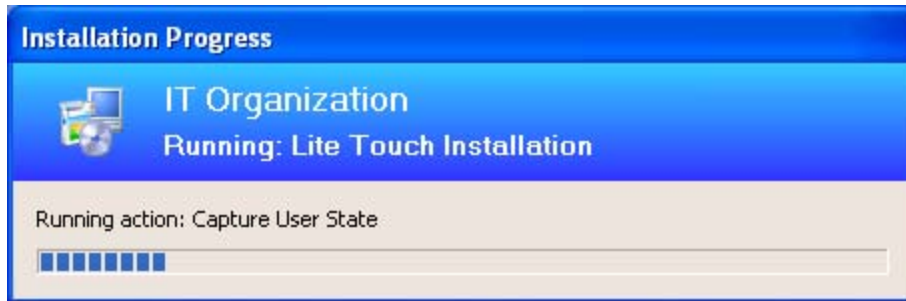 Installation Progress
IT Organization
Running: Lite Touch Installation
Running action: Capture User State